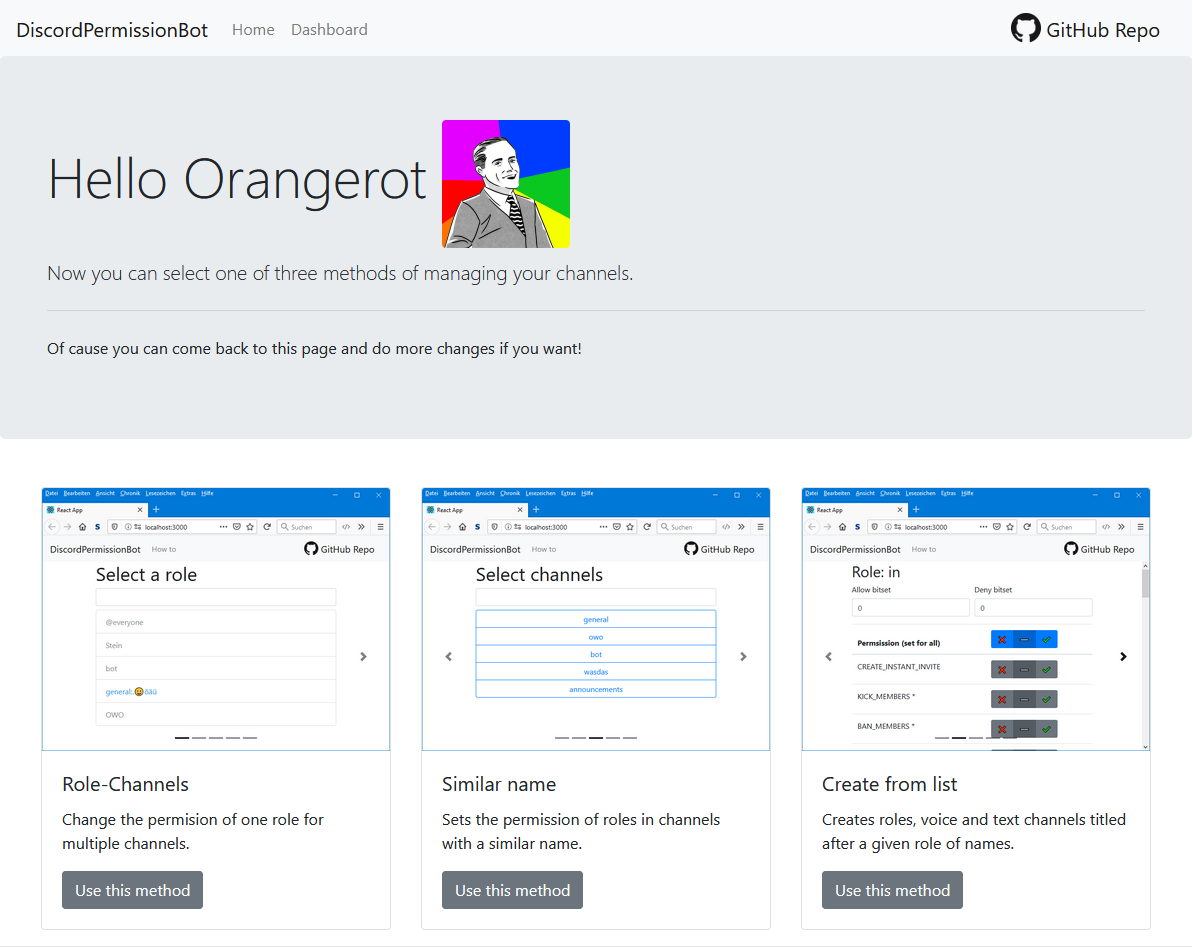 DiscordPermissionBot Home Dashboard GitHub Repo
Hello Orangerot
Now you can select one of three methods of managing your channels.
Of cause you can come back to this page and do more changes if you want!
Datei Bearbeiten Ansicht Chronik Lesezeichen Extras Hilfe
React App
localhost:3000 Suchen
DiscordPermissionBot How to GitHub Repo
Select a role
@everyone
Stein
bot
general:😀öäü
OWO
Role-Channels
Change the permision of one role for
multiple channels.
Use this method
Datei Bearbeiten Ansicht Chronik Lesezeichen Extras Hilfe
React App
localhost:3000 Suchen
DiscordPermissionBot How to GitHub Repo
Select channels
general
owo
bot
wasdas
announcements
Similar name
Sets the permission of roles in channels
with a similar name.
Use this method
Datei Bearbeiten Ansicht Chronik Lesezeichen Extras Hilfe
React App
localhost:3000 Suchen
DiscordPermissionBot How to GitHub Repo
Role: in
Allow bitset Deny bitset
0 0
Permsission (set for all)
CREATE_INSTANT_INVITE
KICK_MEMBERS *
BAN_MEMBERS *
Create from list
Creates roles, voice and text channels titled
after a given role of names.
Use this method